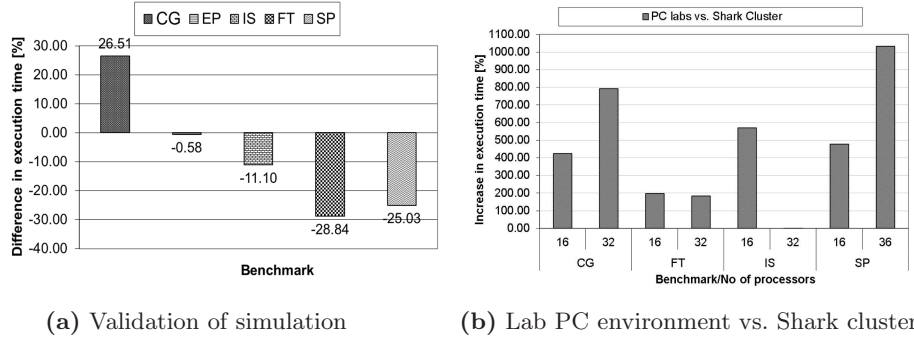 CG EP IS FT SP
Difference in execution time [%]
30.00
20.00
10.00
0.00
-10.00
-20.00
-30.00
-40.00
26.51
-0.58
-11.10
-28.84
-25.03
Benchmark
(a) Validation of simulation
PC labs vs. Shark Cluster
Increase in execution time [%]
1100.00
1000.00
900.00
800.00
700.00
600.00
500.00
400.00
300.00
200.00
100.00
0.00
16 32 16 32 16 32 16 36
CG FT IS SP
Benchmark/No of processors
(b) Lab PC environment vs. Shark cluster